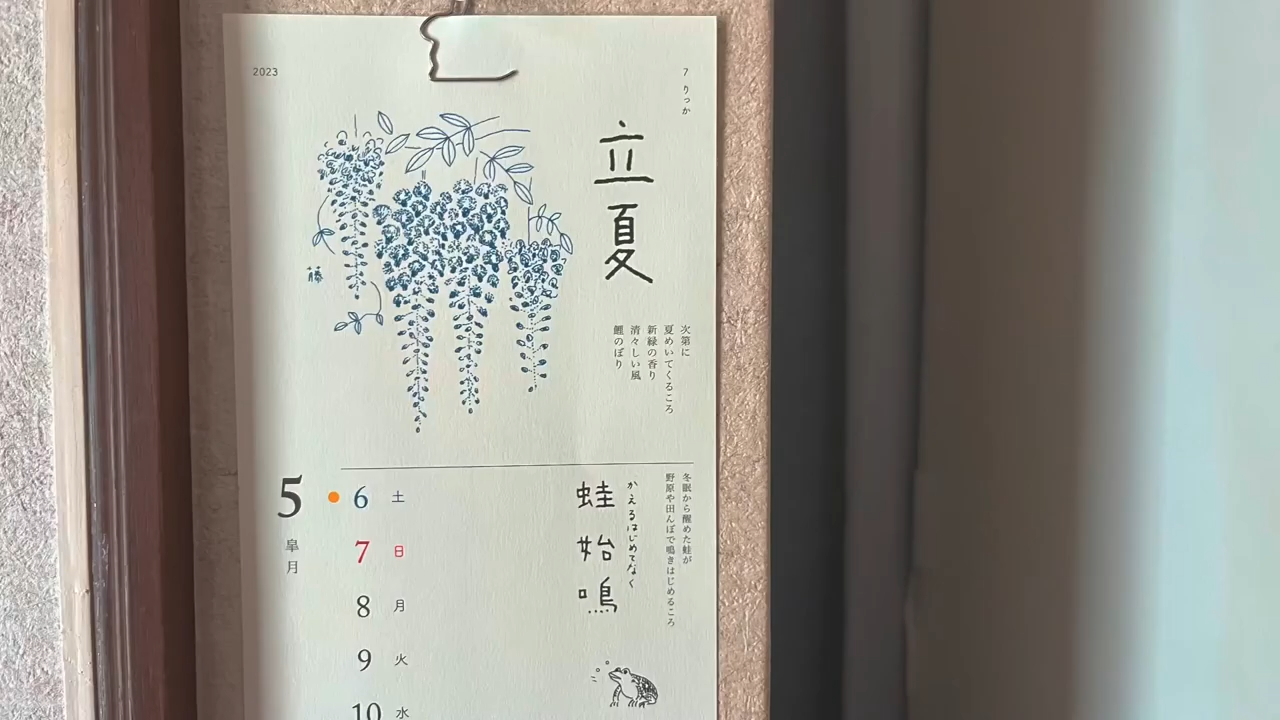 2023
7 りっか
立夏
藤
次第に
夏めいてくるころ
新緑の香り
清々しい風
鯉のぼり
5
皐月
6 土
7 日
8 月
9 火
10 水
冬眠から醒めた蛙が
野原や田んぼで鳴きはじめるころ
かえるはじめてなく
蛙始鳴